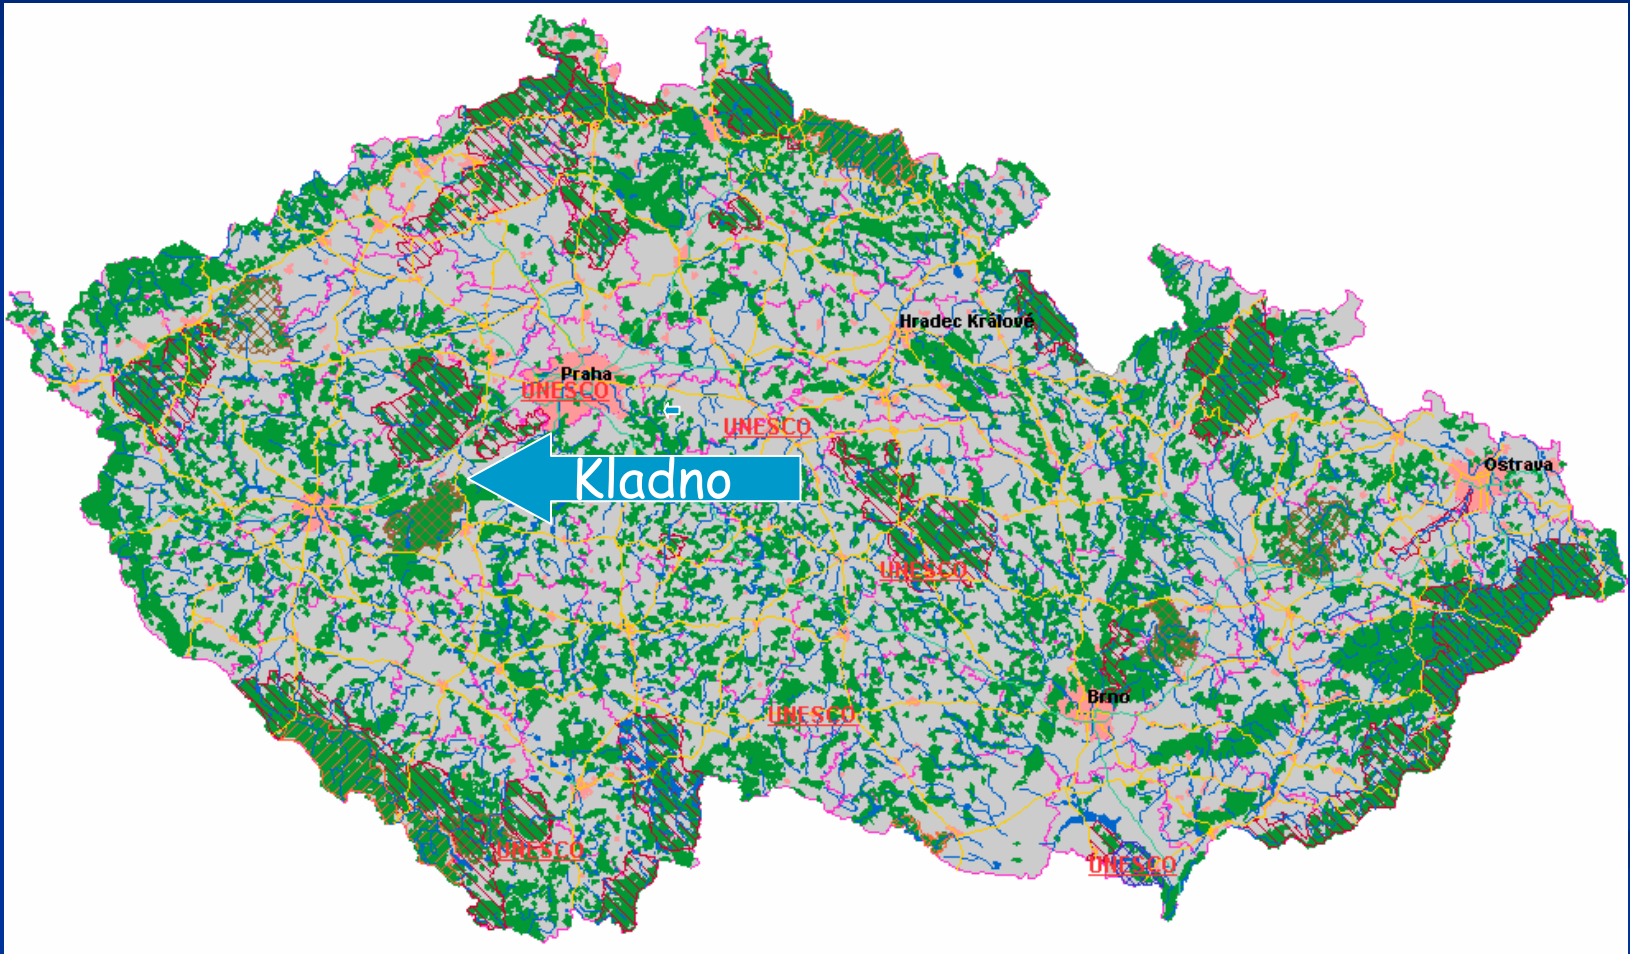 Hradec Králové
Praha
UNESCO
UNESCO
Ostrava
Kladno
UNESCO
Brno
UNESCO
UNESCO
UNESCO